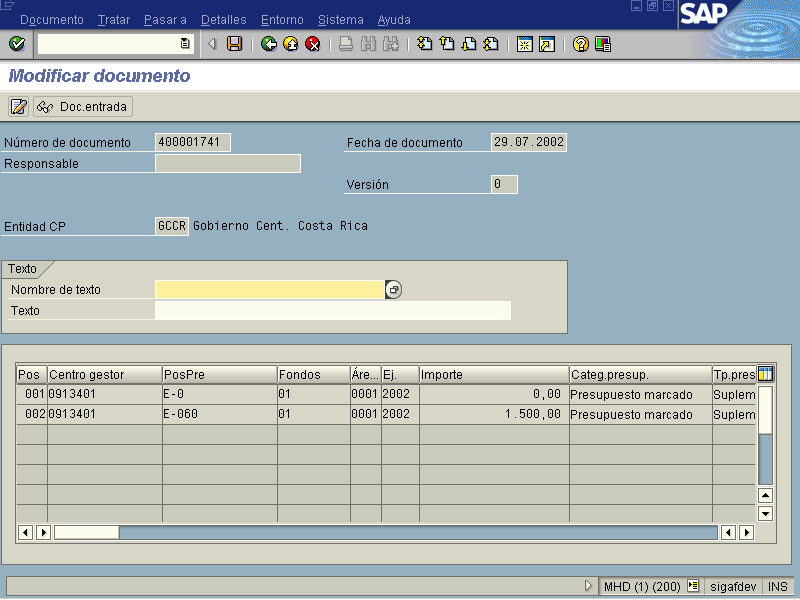 Documento Tratar Pasar a Detalles Entorno Sistema Ayuda
SAP
Modificar documento
Doc.entrada
Número de documento 400001741 Fecha de documento 29.07.2002
Responsable
Versión 0
Entidad CP GCCR Gobierno Cent. Costa Rica
Texto
Nombre de texto
Texto
Pos Centro gestor PosPre Fondos Áre... Ej. Importe Categ.presup. Tp.pres
001 0913401 E-0 01 0001 2002 0,00 Presupuesto marcado Suplem
002 0913401 E-060 01 0001 2002 1.500,00 Presupuesto marcado Suplem
MHD (1) (200) sigafdev INS